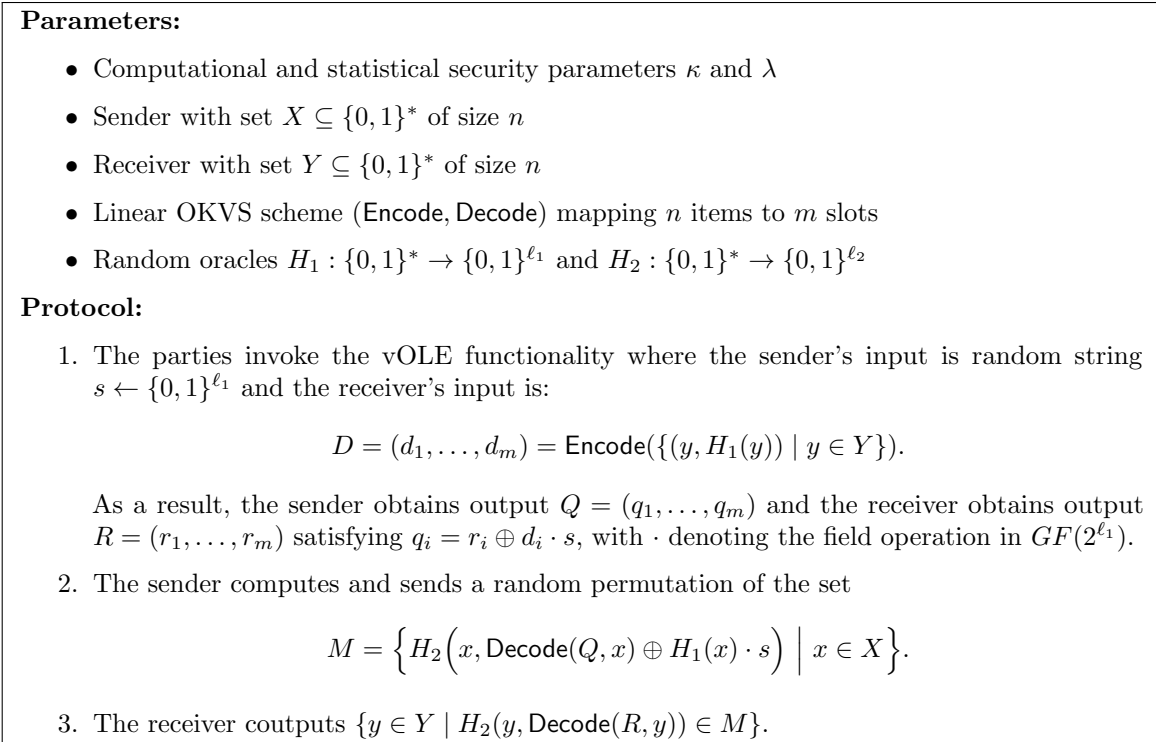 Parameters:
• Computational and statistical security parameters κ and λ
• Sender with set X ⊆ {0, 1}* of size n
• Receiver with set Y ⊆ {0, 1}* of size n
• Linear OKVS scheme (Encode, Decode) mapping n items to m slots
• Random oracles H₁ : {0, 1}* → {0, 1}^{ℓ₁} and H₂ : {0, 1}* → {0, 1}^{ℓ₂}
Protocol:
1. The parties invoke the vOLE functionality where the sender's input is random string
s ← {0, 1}^{ℓ₁} and the receiver's input is:
D = (d₁, . . . , dₘ) = Encode({(y, H₁(y)) | y ∈ Y}).
As a result, the sender obtains output Q = (q₁, . . . , qₘ) and the receiver obtains output
R = (r₁, . . . , rₘ) satisfying qᵢ = rᵢ ⊕ dᵢ · s, with · denoting the field operation in GF(2^{ℓ₁}).
2. The sender computes and sends a random permutation of the set
M = {H₂(x, Decode(Q, x) ⊕ H₁(x) · s) | x ∈ X}.
3. The receiver coutputs {y ∈ Y | H₂(y, Decode(R, y)) ∈ M}.